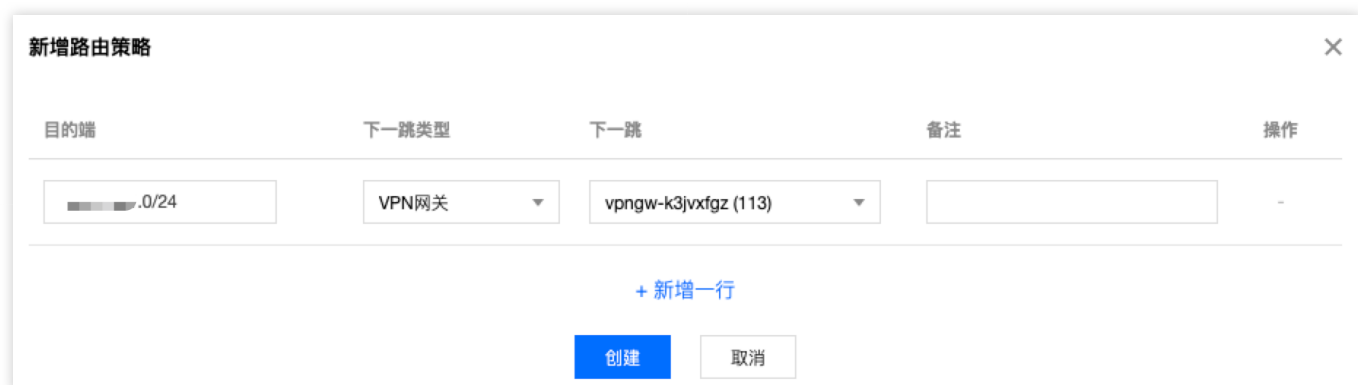 新增路由策略
目的端 下一跳类型 下一跳 备注 操作
.0/24 VPN网关 vpngw-k3jvxfgz (113) -
+ 新增一行
创建 取消